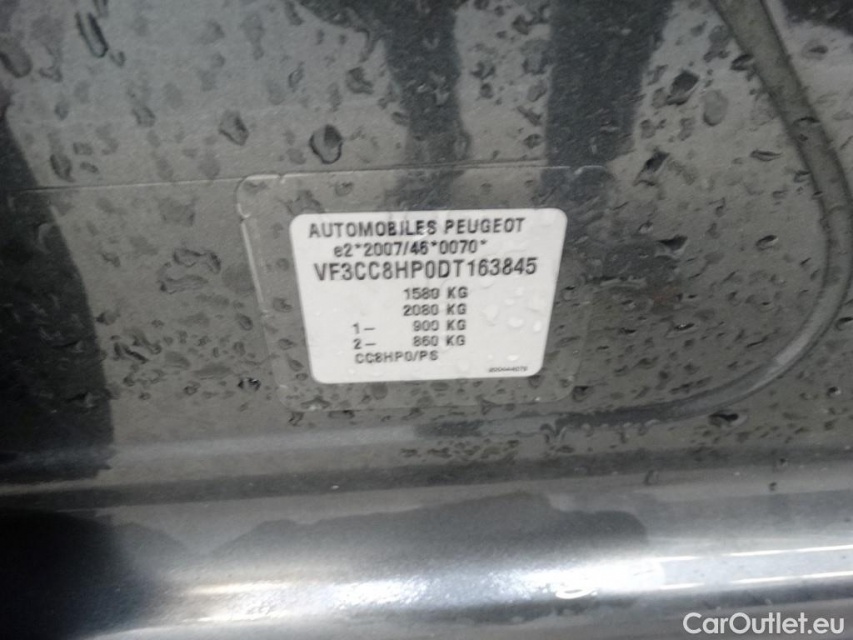 AUTOMOBILES PEUGEOT
e2*2007/46*0070*
VF3CC8HP0DT163845
1580 KG
2080 KG
1- 900 KG
2- 860 KG
CC8HP0/PS
CarOutlet.eu